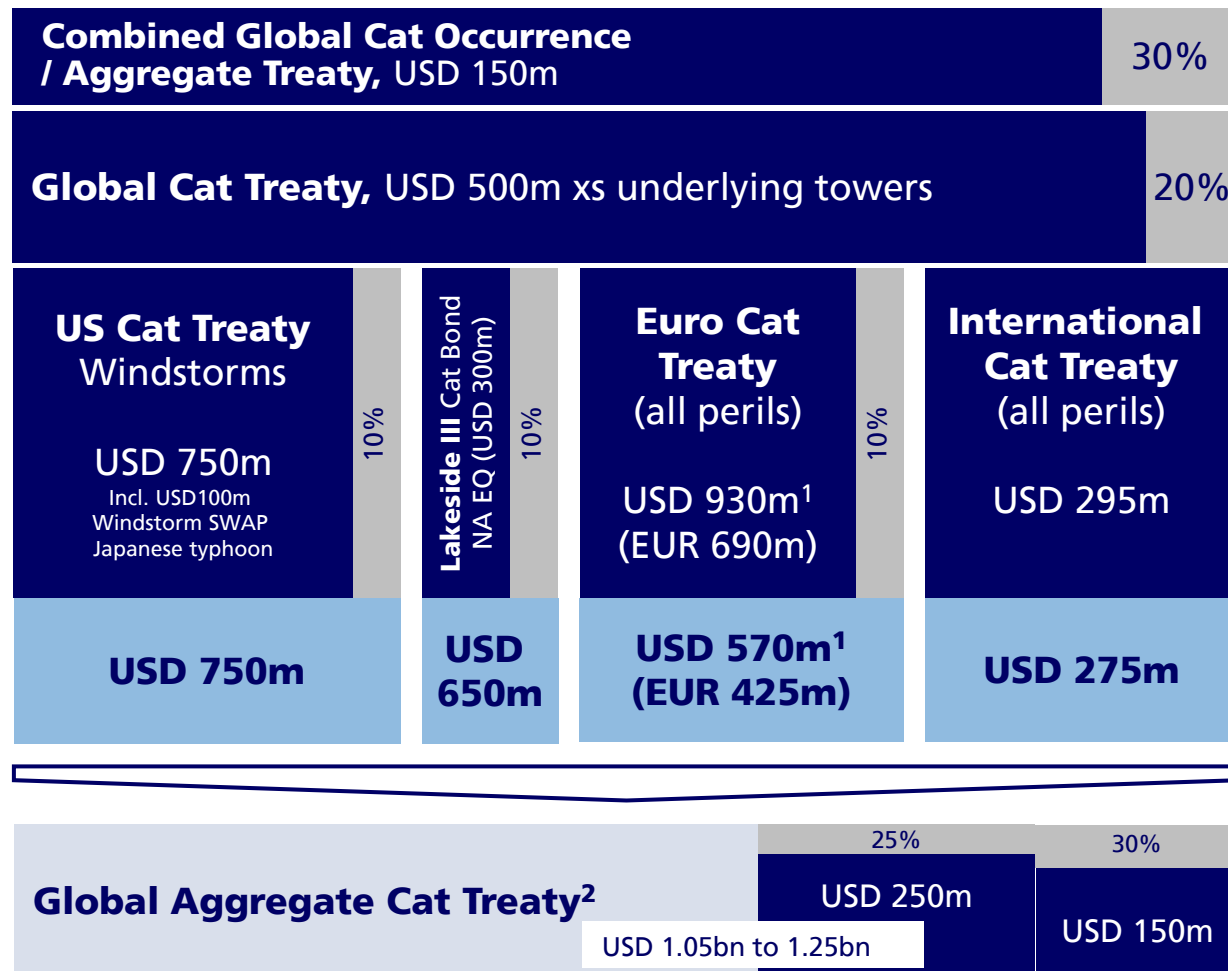 Combined Global Cat Occurrence
/ Aggregate Treaty, USD 150m
30%
Global Cat Treaty, USD 500m xs underlying towers
20%
US Cat Treaty
Windstorms
USD 750m
Incl. USD100m
Windstorm SWAP
Japanese typhoon
10%
Lakeside III Cat Bond
NA EQ (USD 300m)
10%
Euro Cat
Treaty
(all perils)
USD 930m¹
(EUR 690m)
10%
International
Cat Treaty
(all perils)
USD 295m
USD 750m
USD
650m
USD 570m¹
(EUR 425m)
USD 275m
Global Aggregate Cat Treaty²
25%
USD 250m
30%
USD 150m
USD 1.05bn to 1.25bn